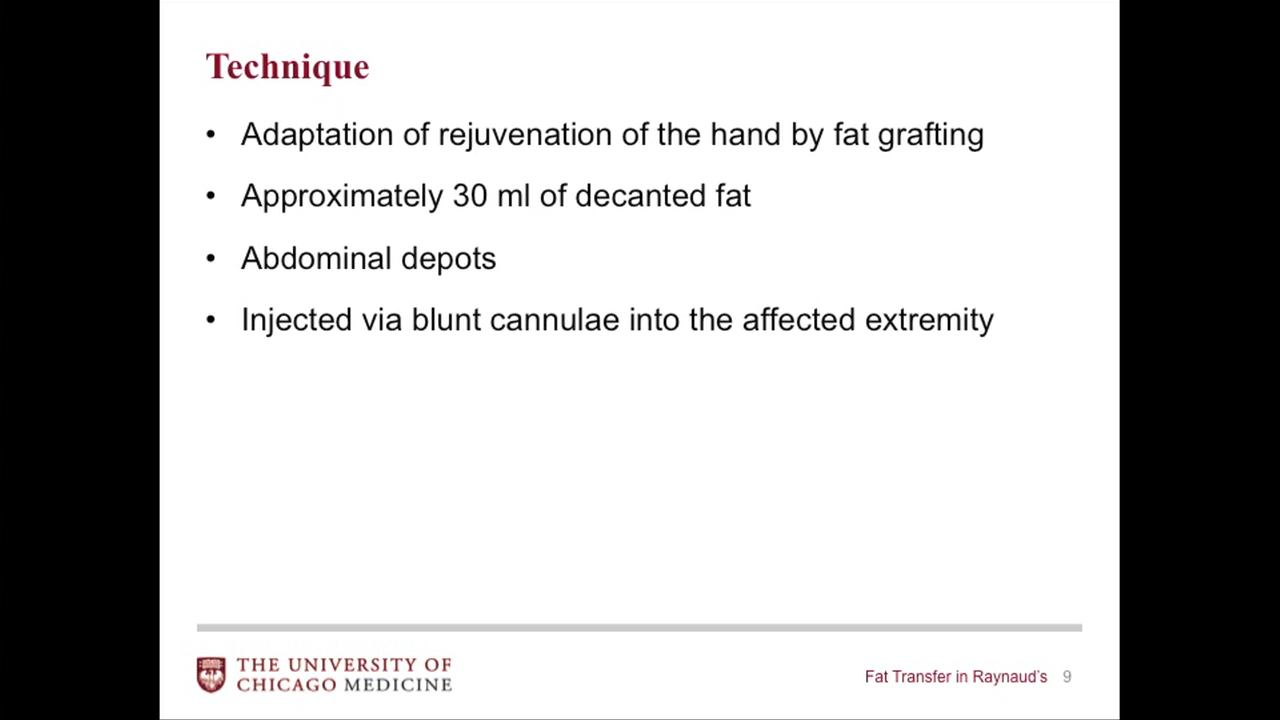 Technique
• Adaptation of rejuvenation of the hand by fat grafting
• Approximately 30 ml of decanted fat
• Abdominal depots
• Injected via blunt cannulae into the affected extremity
THE UNIVERSITY OF
CHICAGO MEDICINE
Fat Transfer in Raynaud's 9